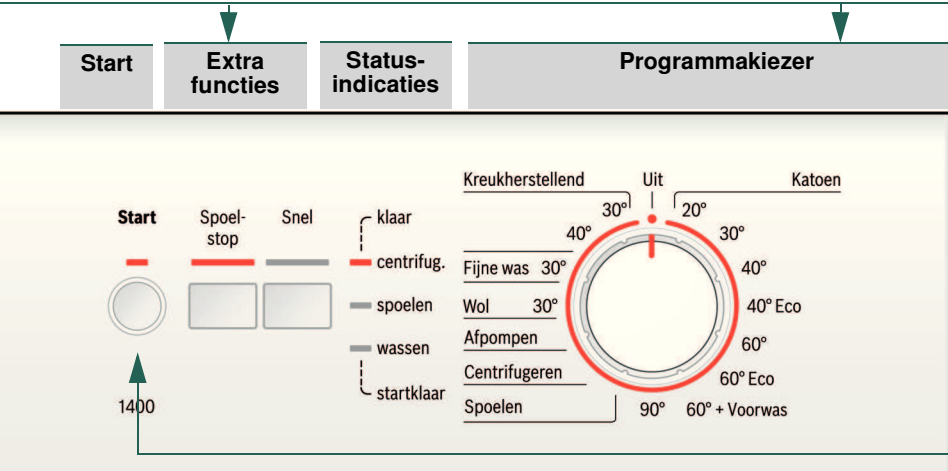 Start
Extra
functies
Status-
indicaties
Programmakiezer
Start
Spoel-
stop
Snel
klaar
centrifug.
spoelen
wassen
startklaar
1400
Kreukherstellend
30°
40°
Fijne was 30°
Wol 30°
Afpompen
Centrifugeren
Spoelen
Uit
Katoen
20°
30°
40°
40° Eco
60°
60° Eco
60° + Voorwas
90°